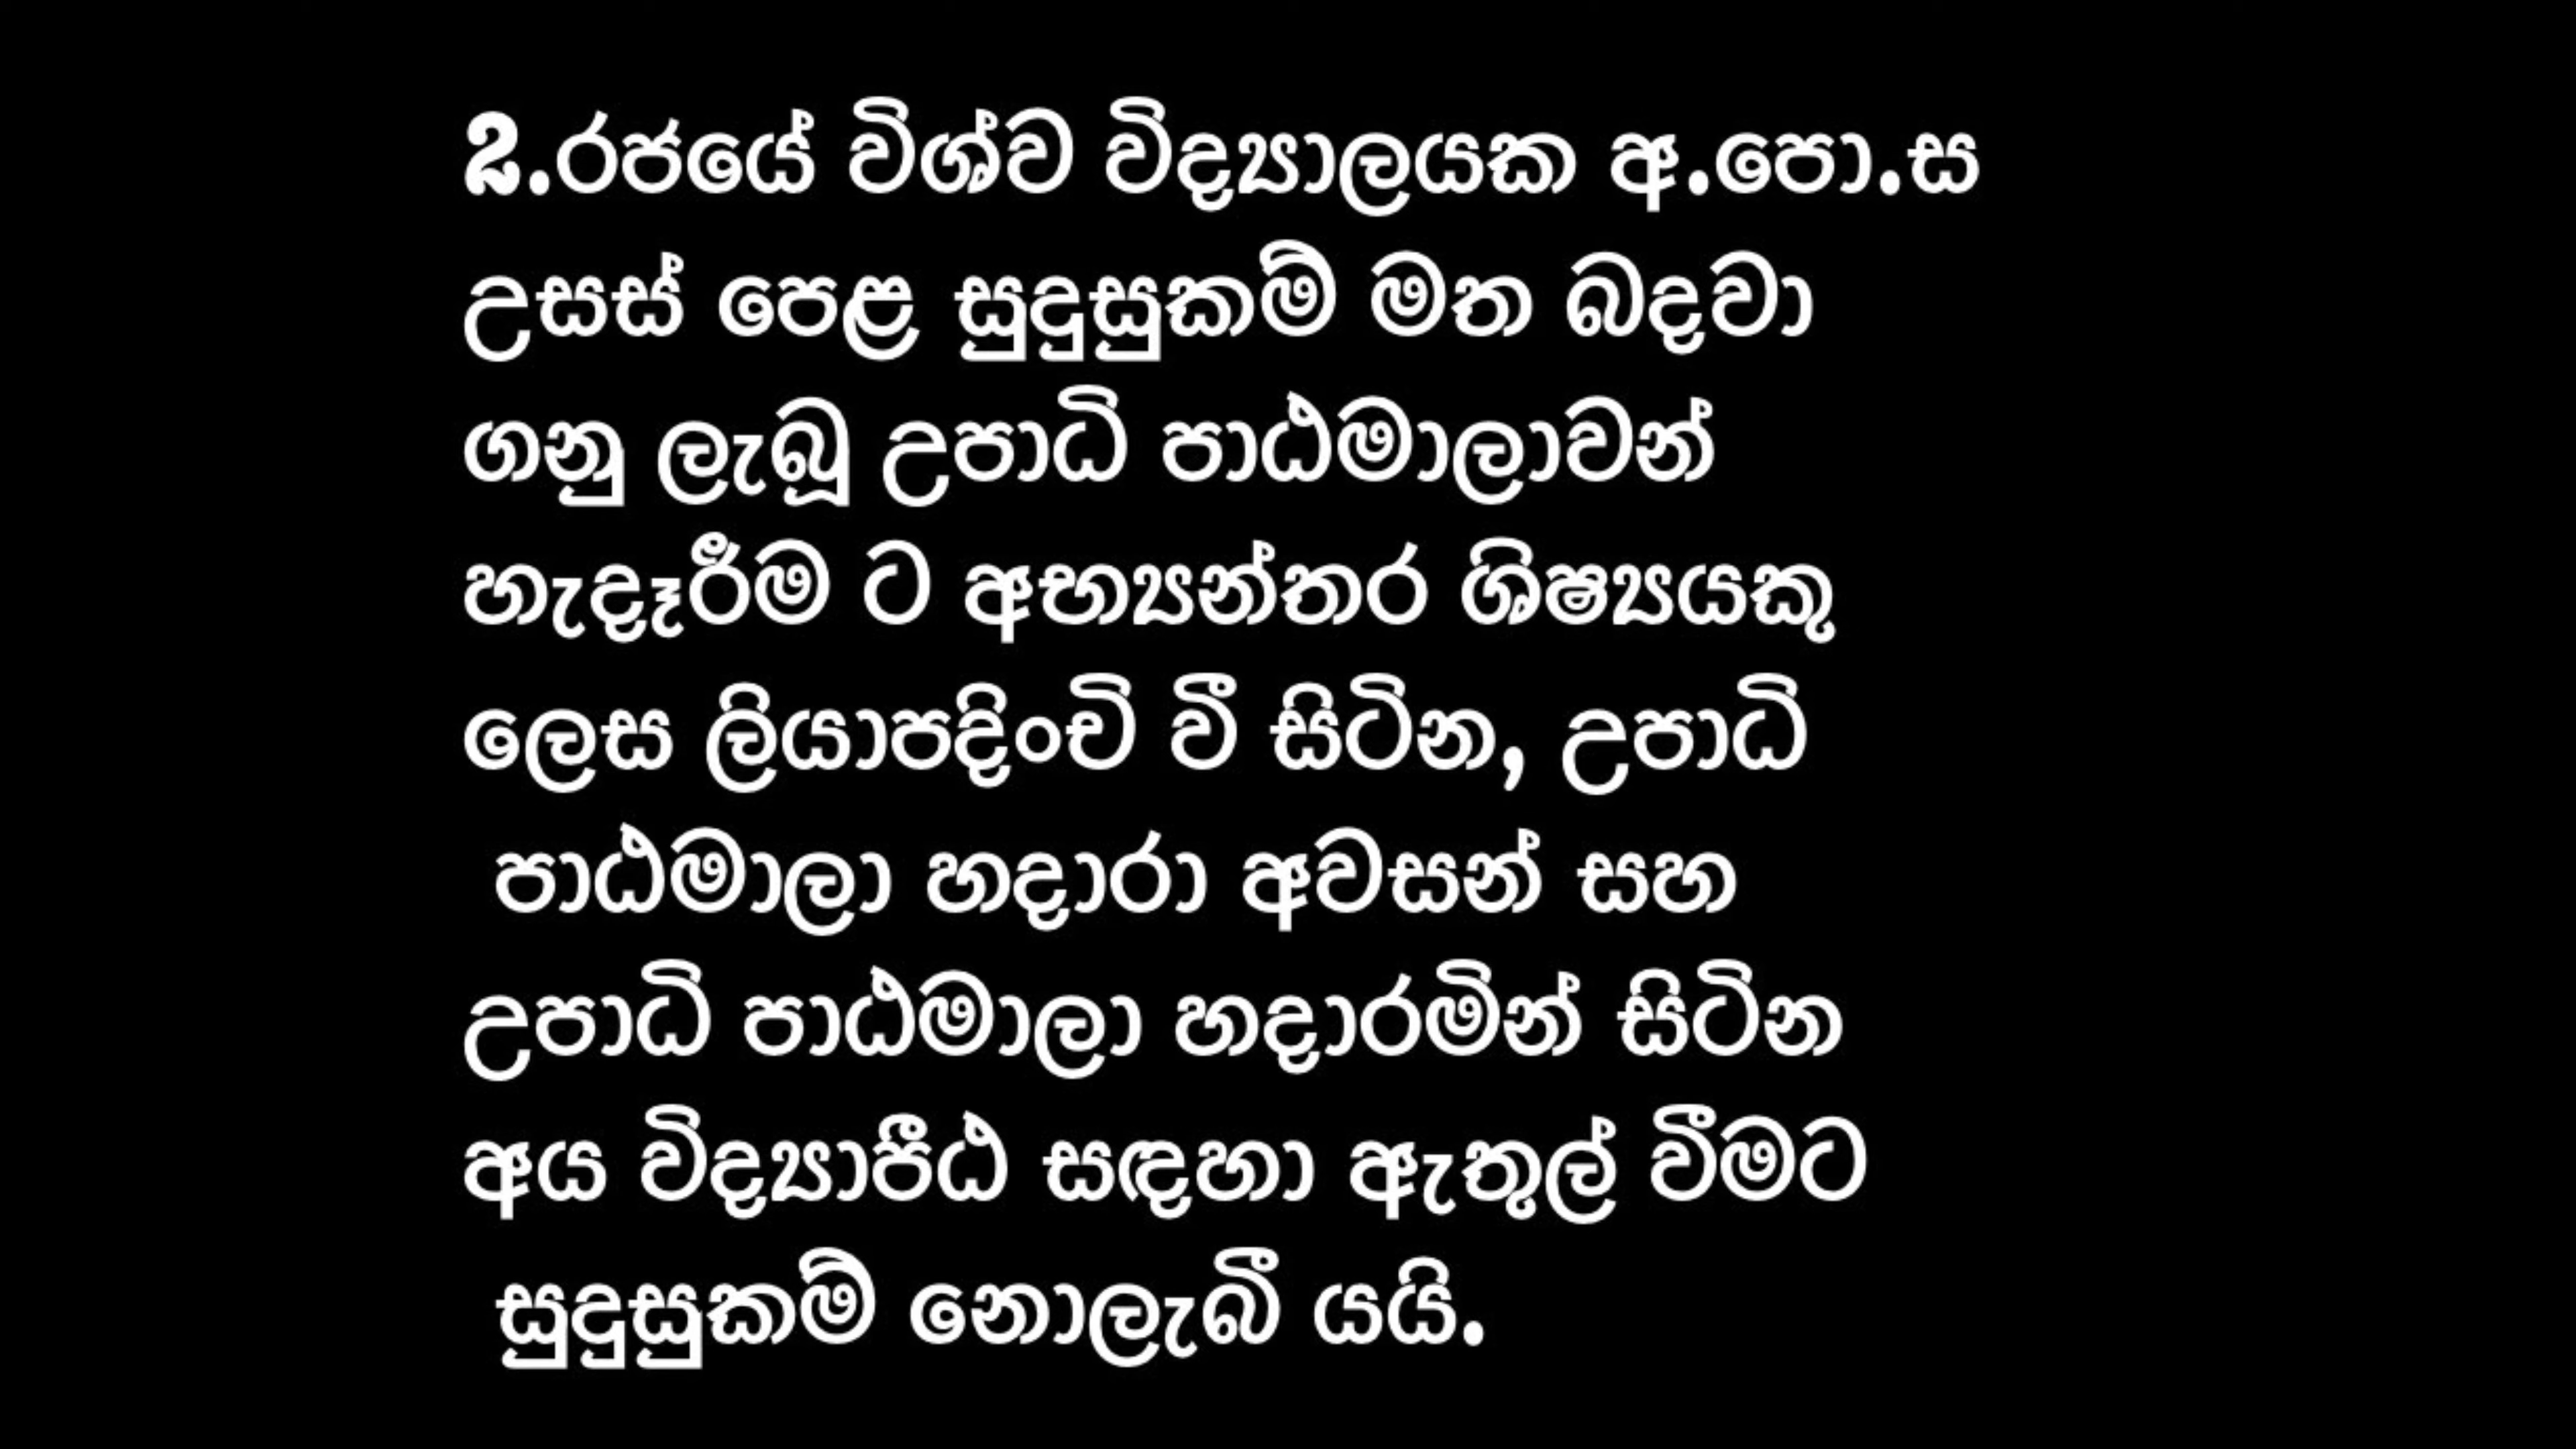 2.රජයේ විශ්ව විද්‍යාලයක අ.පො.ස
උසස් පෙළ සුදුසුකම් මත බදවා
ගනු ලැබූ උපාධි පාඨමාලාවන්
හැදෑරීම ට අභ්‍යන්තර ශිෂ්‍යයකු
ලෙස ලියාපදිංචි වී සිටින, උපාධි
පාඨමාලා හදාරා අවසන් සහ
උපාධි පාඨමාලා හදාරමින් සිටින
අය විද්‍යාපීඨ සඳහා ඇතුල් වීමට
සුදුසුකම් නොලැබී යයි.